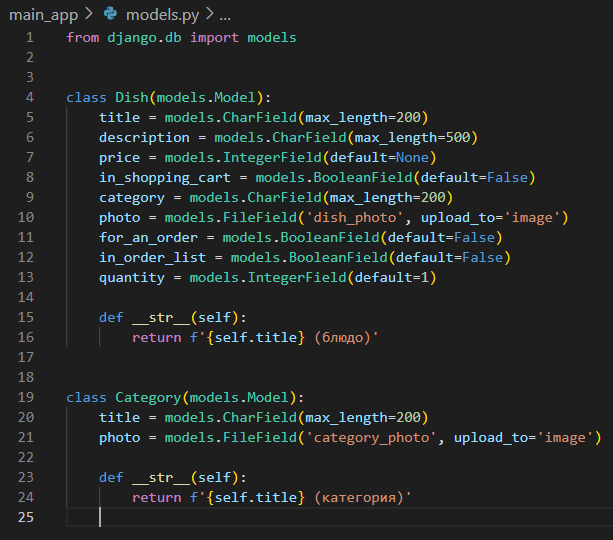 main_app > models.py > ...
1 from django.db import models
2
3
4 class Dish(models.Model):
5     title = models.CharField(max_length=200)
6     description = models.CharField(max_length=500)
7     price = models.IntegerField(default=None)
8     in_shopping_cart = models.BooleanField(default=False)
9     category = models.CharField(max_length=200)
10     photo = models.FileField('dish_photo', upload_to='image')
11     for_an_order = models.BooleanField(default=False)
12     in_order_list = models.BooleanField(default=False)
13     quantity = models.IntegerField(default=1)
14
15     def __str__(self):
16         return f'{self.title} (блюдо)'
17
18
19 class Category(models.Model):
20     title = models.CharField(max_length=200)
21     photo = models.FileField('category_photo', upload_to='image')
22
23     def __str__(self):
24         return f'{self.title} (категория)'
25